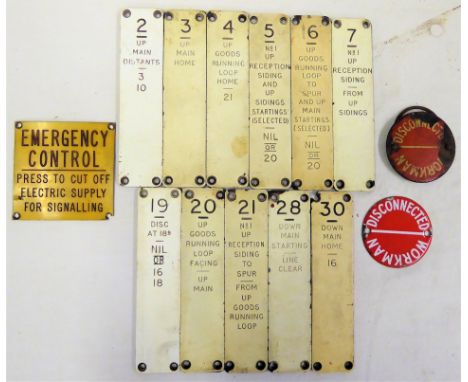 EMERGENCY
CONTROL
PRESS TO CUT OFF
ELECTRIC SUPPLY
FOR SIGNALLING
2
UP
MAIN
DISTANTS
3
10
3
UP
MAIN
HOME
4
UP
GOODS
RUNNING
LOOP
HOME
21
5
No1
UP
RECEPTION
SIDING
AND
UP
SIDINGS
STARTINGS
(SELECTED)
NIL
OR
20
6
UP
GOODS
RUNNING
LOOP
TO
SPUR
AND UP
MAIN
STARTINGS
(SELECTED)
NIL
OR
20
7
No1
UP
RECEPTION
SIDING
FROM
UP
SIDINGS
DISCONNECTED
WORKMAN
DISCONNECTED
WORKMAN
19
DISC
AT 18
NIL
OR
16
18
20
UP
GOODS
RUNNING
LOOP
FACING
UP
MAIN
21
No1
UP
RECEPTION
SIDING
TO
SPUR
FROM
UP
GOODS
RUNNING
LOOP
28
DOWN
MAIN
STARTING
LINE
CLEAR
30
DOWN
MAIN
HOME
16